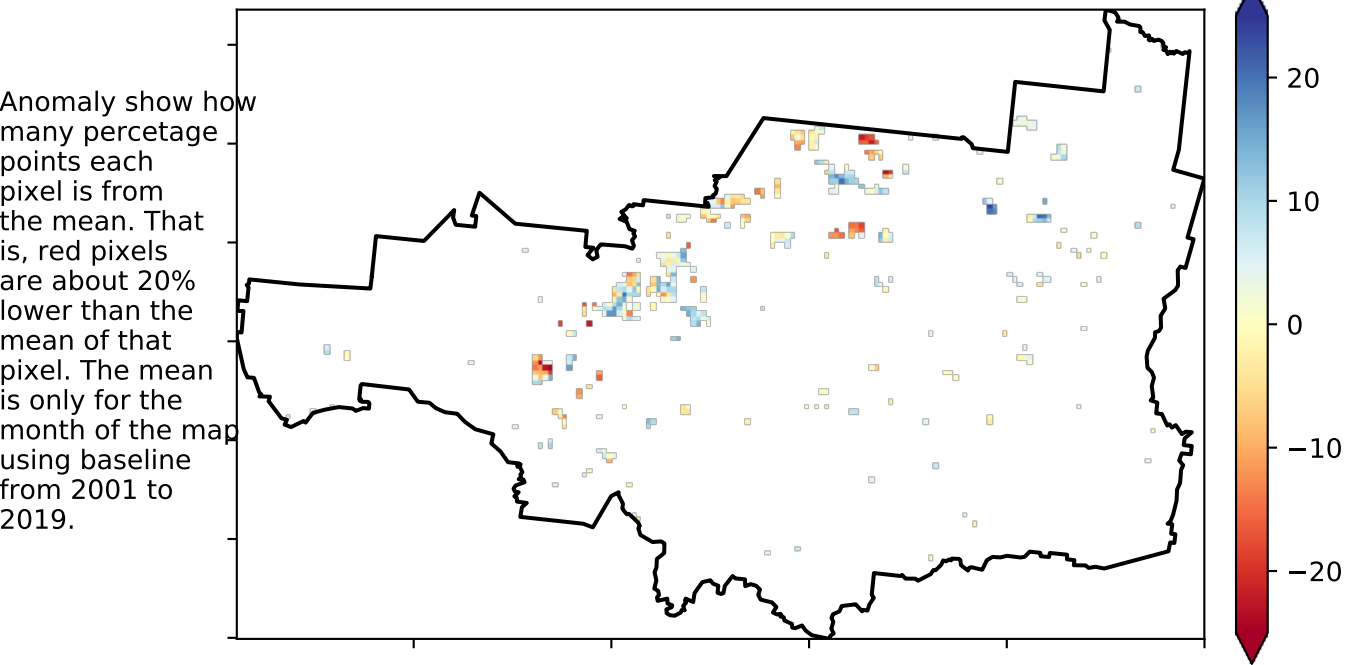 Anomaly show how
many percetage
points each
pixel is from
the mean. That
is, red pixels
are about 20%
lower than the
mean of that
pixel. The mean
is only for the
month of the map
using baseline
from 2001 to
2019.
20
10
0
−10
−20